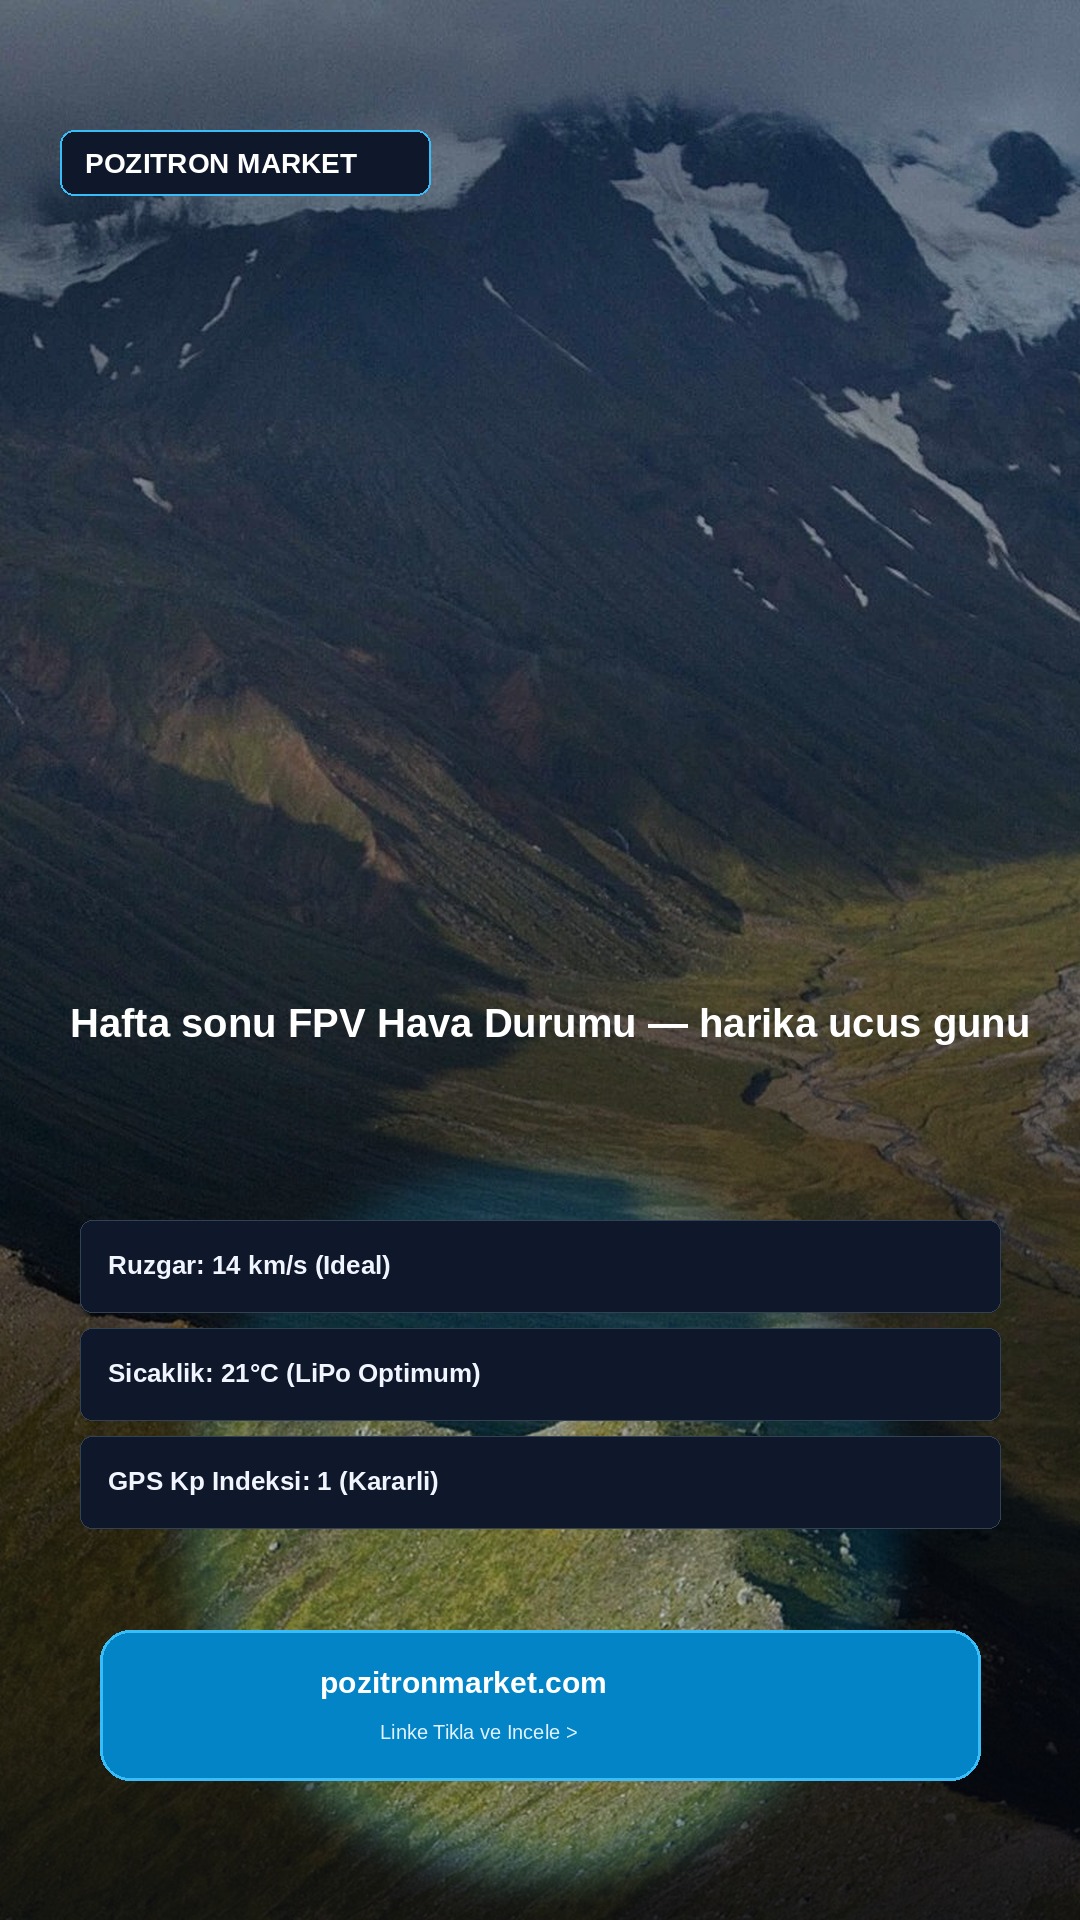 POZITRON MARKET
Hafta sonu FPV Hava Durumu — harika ucus gunu
Ruzgar: 14 km/s (Ideal)
Sicaklik: 21°C (LiPo Optimum)
GPS Kp Indeksi: 1 (Kararli)
pozitronmarket.com
Linke Tikla ve Incele >